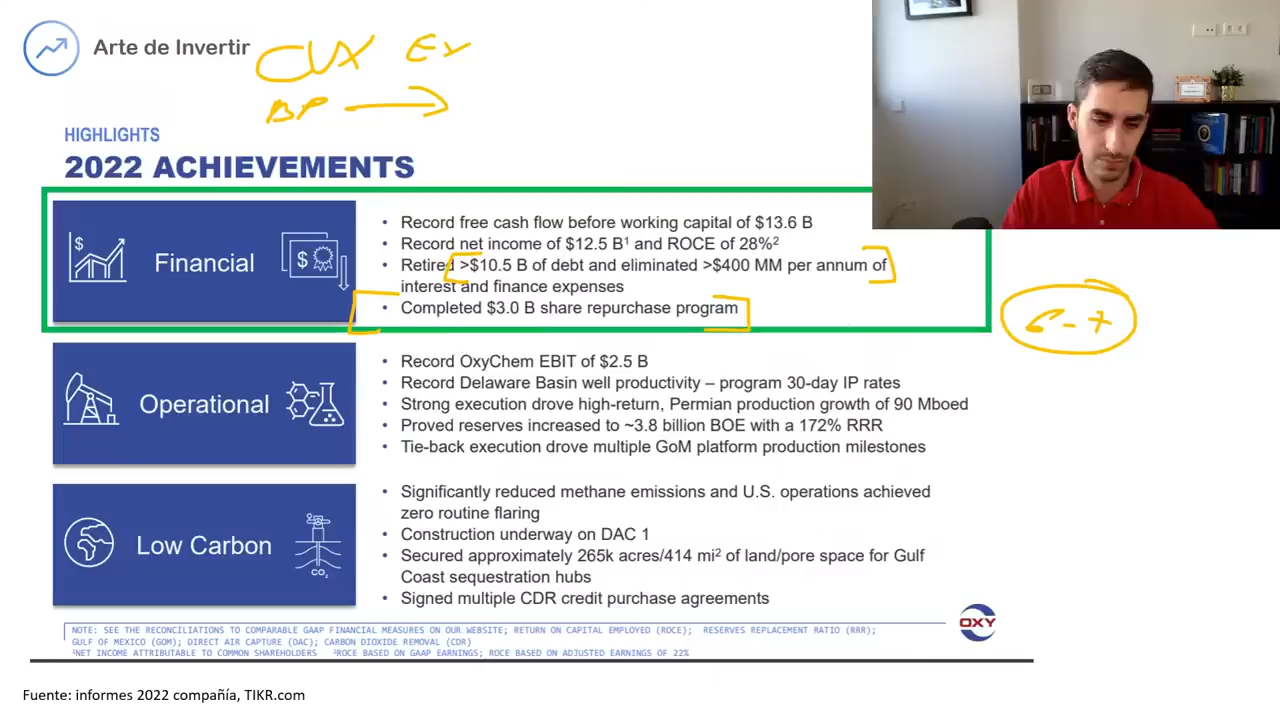 Arte de Invertir
CVX EX
BP
HIGHLIGHTS
2022 ACHIEVEMENTS
$
$
Financial
• Record free cash flow before working capital of $13.6 B
• Record net income of $12.5 B¹ and ROCE of 28%²
• Retired >$10.5 B of debt and eliminated >$400 MM per annum of
interest and finance expenses
• Completed $3.0 B share repurchase program
6-7
Operational
• Record OxyChem EBIT of $2.5 B
• Record Delaware Basin well productivity – program 30-day IP rates
• Strong execution drove high-return, Permian production growth of 90 Mboed
• Proved reserves increased to ~3.8 billion BOE with a 172% RRR
• Tie-back execution drove multiple GoM platform production milestones
Low Carbon
CO₂
• Significantly reduced methane emissions and U.S. operations achieved
zero routine flaring
• Construction underway on DAC 1
• Secured approximately 265k acres/414 mi² of land/pore space for Gulf
Coast sequestration hubs
• Signed multiple CDR credit purchase agreements
NOTE: SEE THE RECONCILIATIONS TO COMPARABLE GAAP FINANCIAL MEASURES ON OUR WEBSITE; RETURN ON CAPITAL EMPLOYED (ROCE); RESERVES REPLACEMENT RATIO (RRR);
GULF OF MEXICO (GOM); DIRECT AIR CAPTURE (DAC); CARBON DIOXIDE REMOVAL (CDR)
¹NET INCOME ATTRIBUTABLE TO COMMON SHAREHOLDERS ²ROCE BASED ON GAAP EARNINGS; ROCE BASED ON ADJUSTED EARNINGS OF 22%
OXY
Fuente: informes 2022 compañía, TIKR.com